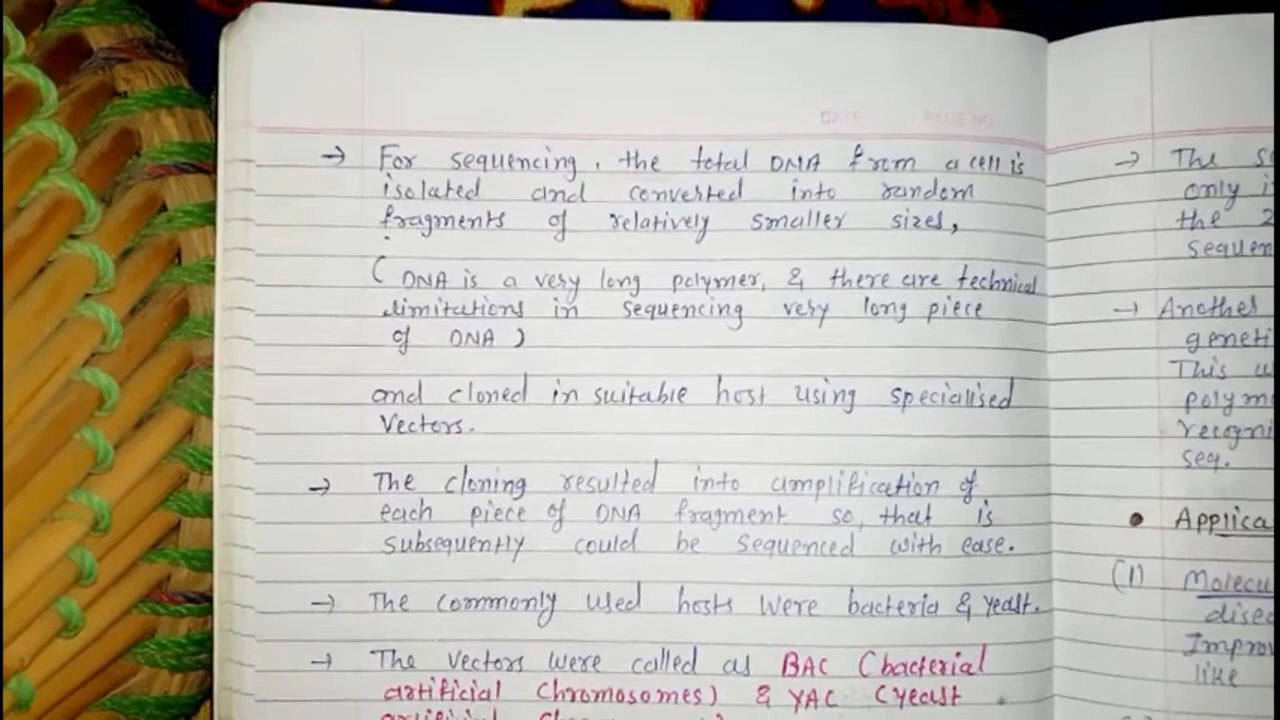 DATE PAGE NO.
→ For sequencing, the total DNA from a cell is
isolated and converted into random
fragments of relatively smaller sizes,
( DNA is a very long polymer, & there are technical
limitations in sequencing very long piece
of DNA )
and cloned in suitable host using specialised
Vectors.
→ The cloning resulted into amplification of
each piece of DNA fragment so, that is
subsequently could be sequenced with ease.
→ The commonly used hosts were bacteria & yeast.
→ The vectors were called as BAC (bacterial
artificial chromosomes) & YAC (yeast
→ The
only
the 2
sequen
→ Another
geneti
This
polym
recogni
seq.
• Applica
(1) Molecu
disea
Improv
like